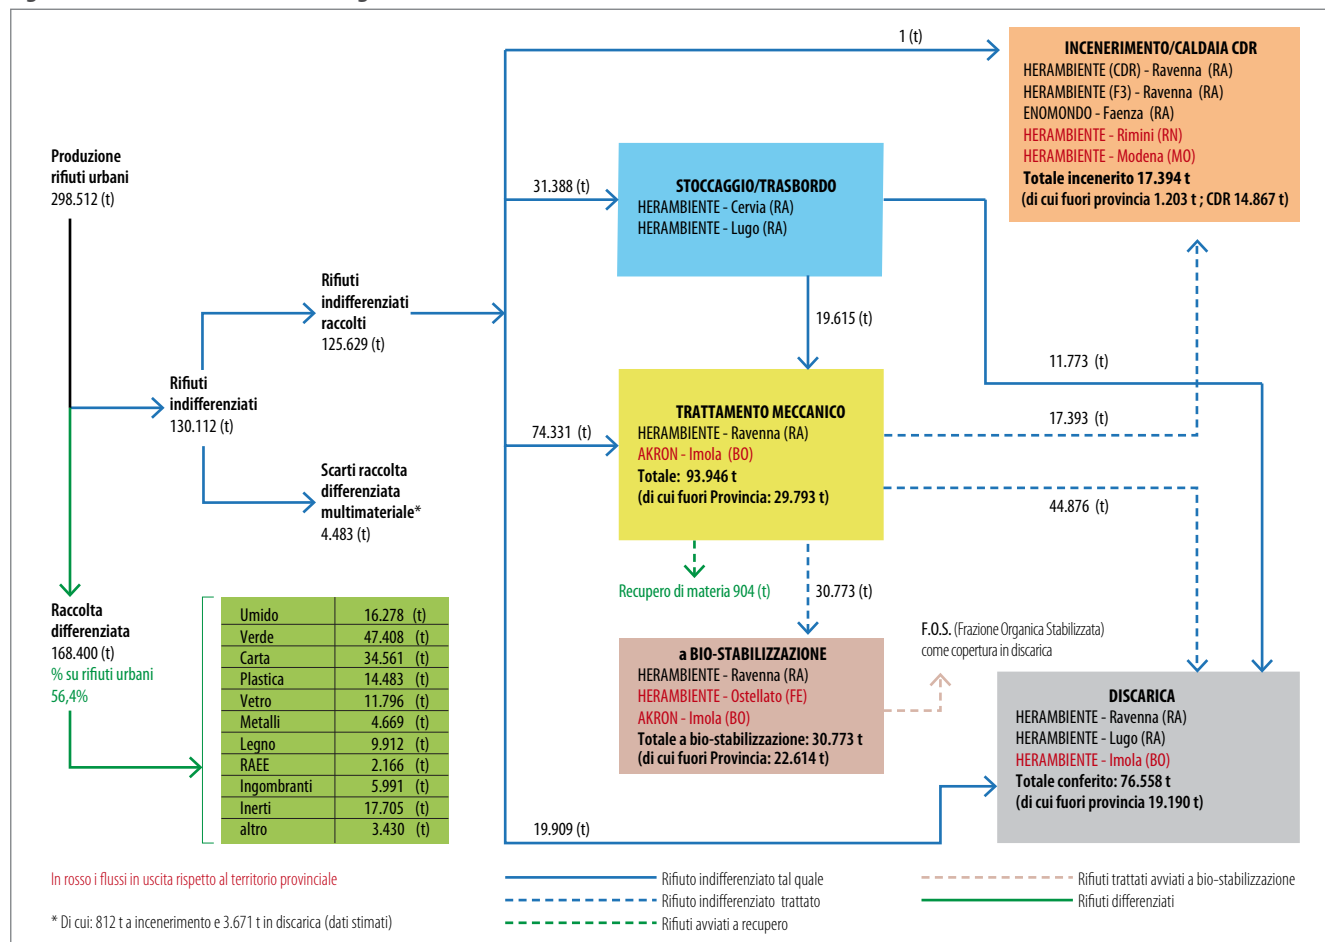 1 (t)
INCENERIMENTO/CALDAIA CDR
HERAMBIENTE (CDR) - Ravenna (RA)
HERAMBIENTE (F3) - Ravenna (RA)
ENOMONDO - Faenza (RA)
HERAMBIENTE - Rimini (RN)
HERAMBIENTE - Modena (MO)
Totale incenerito 17.394 t
(di cui fuori provincia 1.203 t ; CDR 14.867 t)
Produzione
rifiuti urbani
298.512 (t)
31.388 (t)
STOCCAGGIO/TRASBORDO
HERAMBIENTE - Cervia (RA)
HERAMBIENTE - Lugo (RA)
Rifiuti
indifferenziati
raccolti
125.629 (t)
19.615 (t)
11.773 (t)
Rifiuti
indifferenziati
130.112 (t)
74.331 (t)
TRATTAMENTO MECCANICO
HERAMBIENTE - Ravenna (RA)
AKRON - Imola (BO)
Totale: 93.946 t
(di cui fuori Provincia: 29.793 t)
17.393 (t)
44.876 (t)
Scarti raccolta
differenziata
multimateriale*
4.483 (t)
Recupero di materia 904 (t)
30.773 (t)
Raccolta
differenziata
168.400 (t)
% su rifiuti urbani
56,4%
Umido 16.278 (t)
Verde 47.408 (t)
Carta 34.561 (t)
Plastica 14.483 (t)
Vetro 11.796 (t)
Metalli 4.669 (t)
Legno 9.912 (t)
RAEE 2.166 (t)
Ingombranti 5.991 (t)
Inerti 17.705 (t)
altro 3.430 (t)
a BIO-STABILIZZAZIONE
HERAMBIENTE - Ravenna (RA)
HERAMBIENTE - Ostellato (FE)
AKRON - Imola (BO)
Totale a bio-stabilizzazione: 30.773 t
(di cui fuori Provincia: 22.614 t)
F.O.S. (Frazione Organica Stabilizzata)
come copertura in discarica
DISCARICA
HERAMBIENTE - Ravenna (RA)
HERAMBIENTE - Lugo (RA)
HERAMBIENTE - Imola (BO)
Totale conferito: 76.558 t
(di cui fuori provincia 19.190 t)
19.909 (t)
In rosso i flussi in uscita rispetto al territorio provinciale
* Di cui: 812 t a incenerimento e 3.671 t in discarica (dati stimati)
Rifiuto indifferenziato tal quale
Rifiuto indifferenziato trattato
Rifiuti avviati a recupero
Rifiuti trattati avviati a bio-stabilizzazione
Rifiuti differenziati